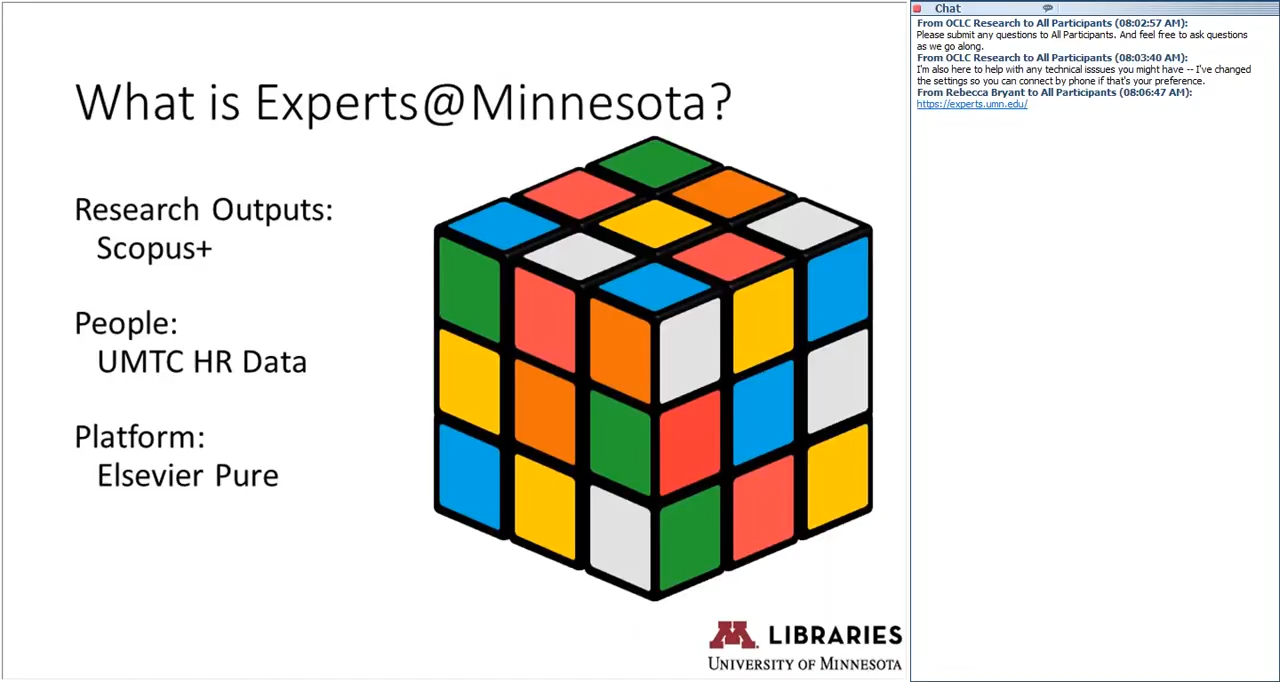 What is Experts@Minnesota?
Research Outputs:
Scopus+
People:
UMTC HR Data
Platform:
Elsevier Pure
LIBRARIES
UNIVERSITY OF MINNESOTA
Chat
From OCLC Research to All Participants (08:02:57 AM):
Please submit any questions to All Participants. And feel free to ask questions
as we go along.
From OCLC Research to All Participants (08:03:40 AM):
I'm also here to help with any technical isssues you might have -- I've changed
the settings so you can connect by phone if that's your preference.
From Rebecca Bryant to All Participants (08:06:47 AM):
https://experts.umn.edu/